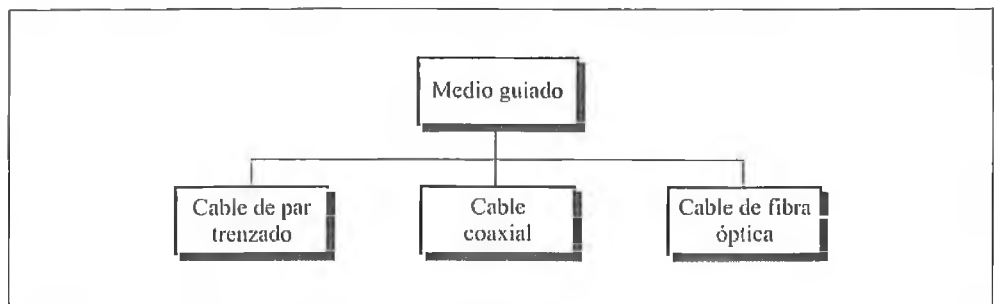 Medio guiado
Cable de par
trenzado
Cable
coaxial
Cable de fibra
óptica